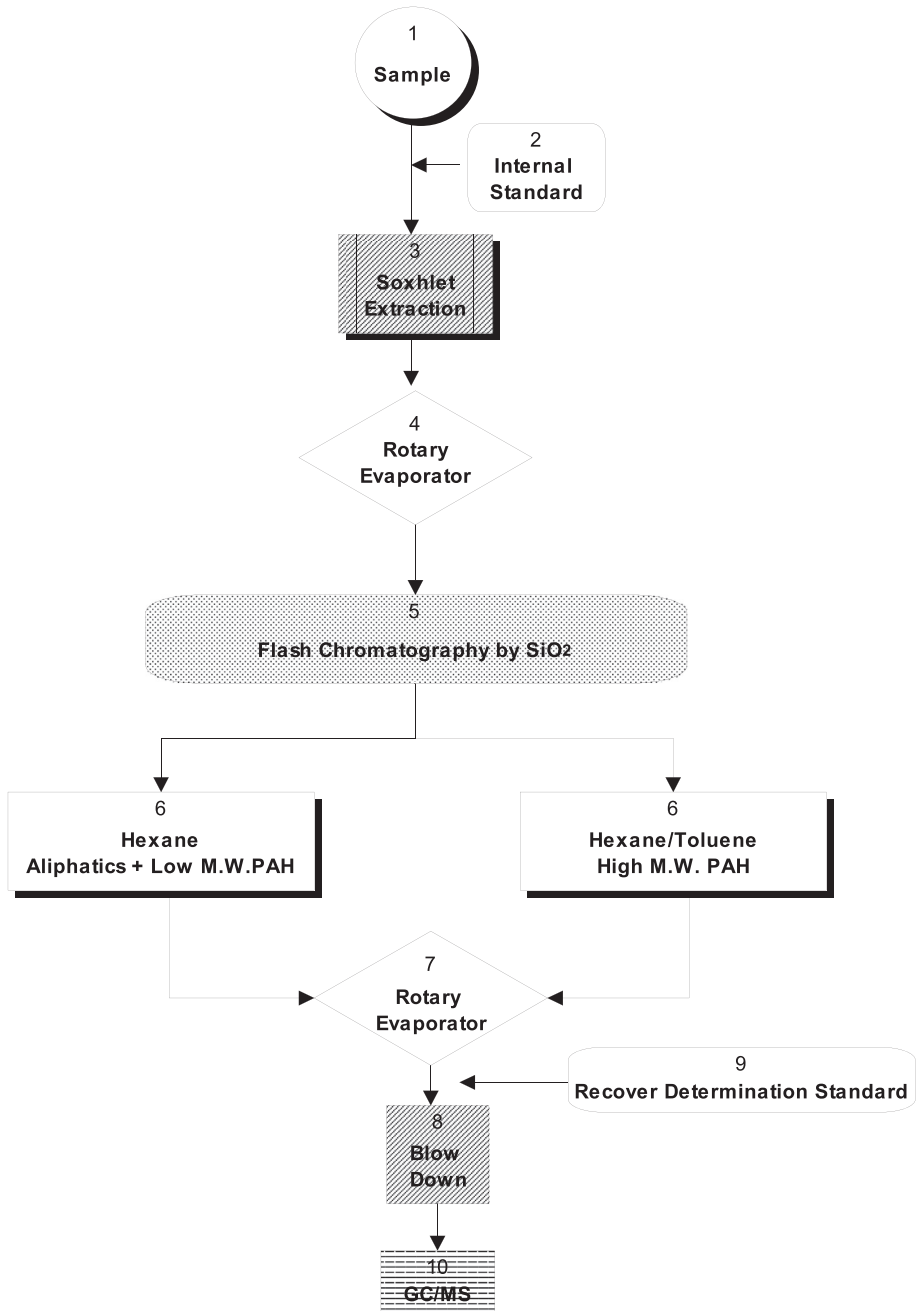 1
Sample
2
Internal
Standard
3
Soxhlet
Extraction
4
Rotary
Evaporator
5
Flash Chromatography by SiO2
6
Hexane
Aliphatics + Low M.W.PAH
6
Hexane/Toluene
High M.W. PAH
7
Rotary
Evaporator
9
Recover Determination Standard
8
Blow
Down
10
GC/MS